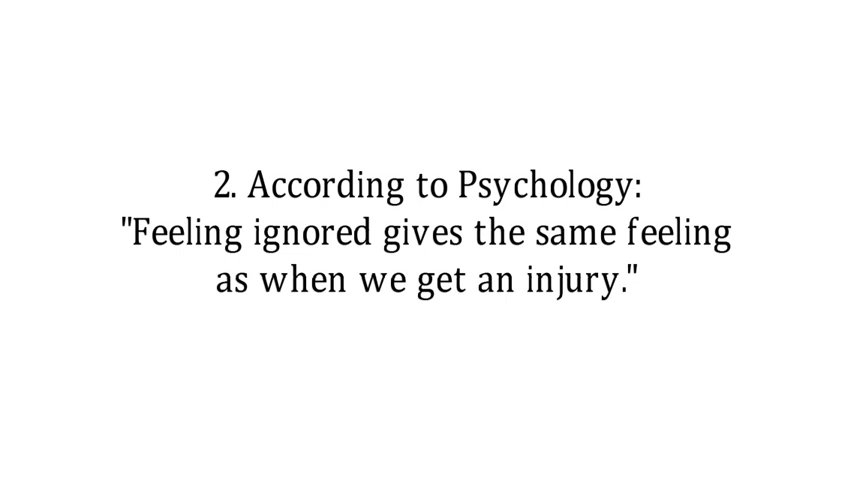 2. According to Psychology:
"Feeling ignored gives the same feeling
as when we get an injury."